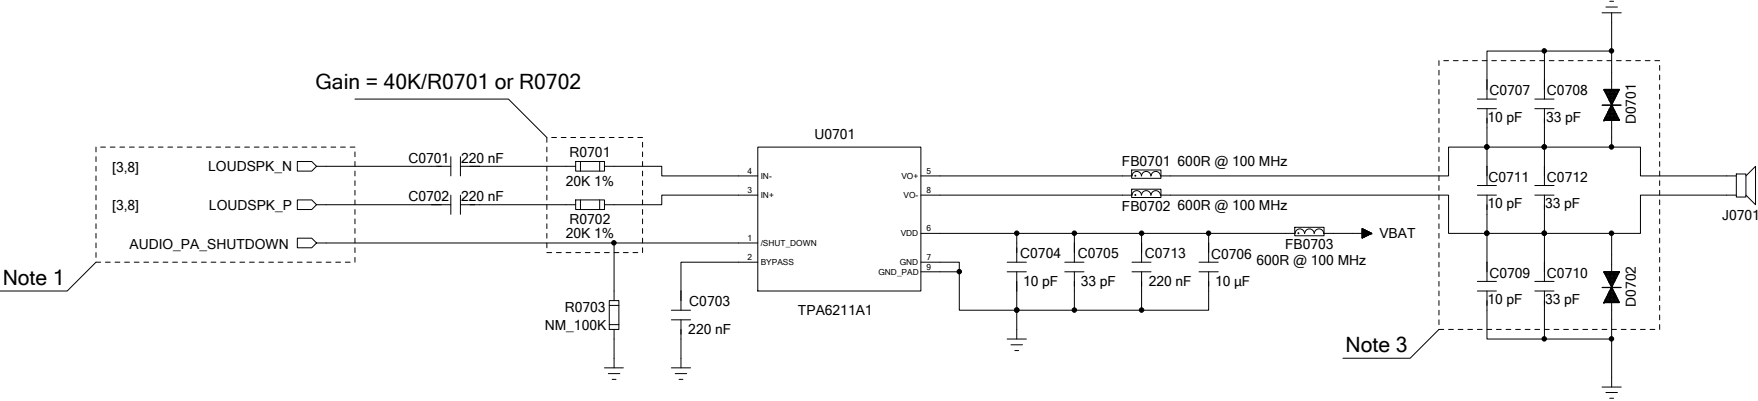 Gain = 40K/R0701 or R0702
[3,8] LOUDSPK_N
[3,8] LOUDSPK_P
AUDIO_PA_SHUTDOWN
Note 1
C0701 220 nF
C0702 220 nF
R0701
20K 1%
R0702
20K 1%
R0703
NM_100K
C0703
220 nF
U0701
4 IN-
3 IN+
1 /SHUT_DOWN
2 BYPASS
VO+ 5
VO- 8
VDD 6
GND 7
GND_PAD 9
TPA6211A1
FB0701 600R @ 100 MHz
FB0702 600R @ 100 MHz
VBAT
FB0703
600R @ 100 MHz
C0704
10 pF
C0705
33 pF
C0713
220 nF
C0706
10 µF
C0707
10 pF
C0708
33 pF
D0701
C0711
10 pF
C0712
33 pF
C0709
10 pF
C0710
33 pF
D0702
J0701
Note 3